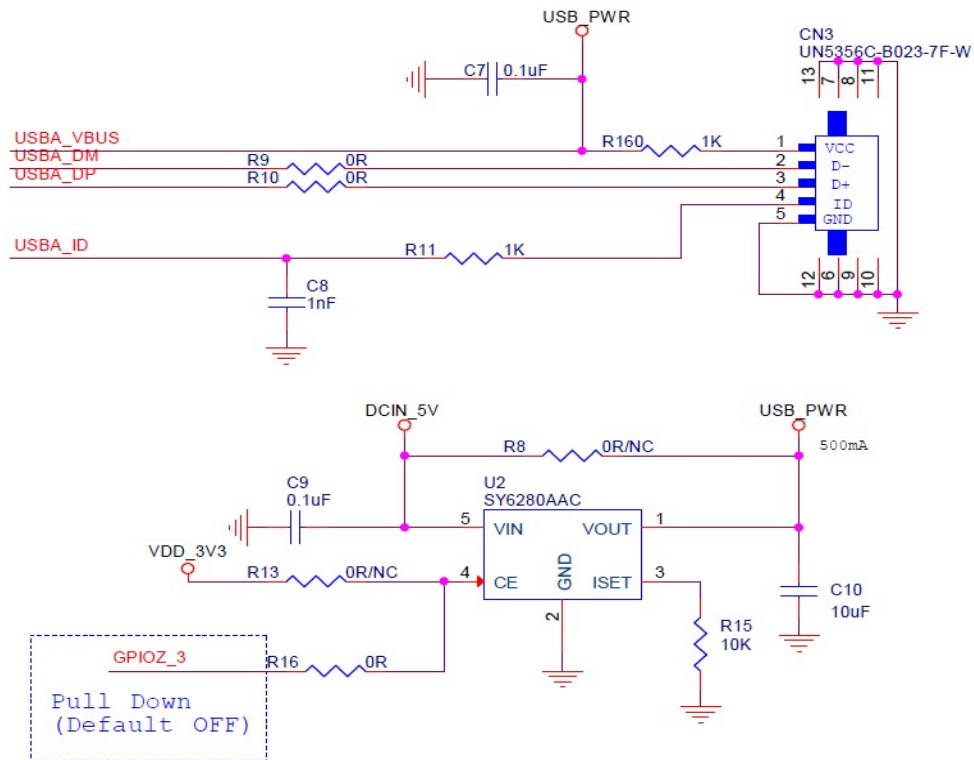 USB_PWR
CN3
UN5356C-B023-7F-W
C7 0.1uF
13 7 8 11
USBA_VBUS
R160 1K 1 VCC
USBA_DM
R9 0R 2 D-
USBA_DP
R10 0R 3 D+
4 ID
5 GND
USBA_ID
R11 1K
C8
1nF
12 6 9 10
DCIN_5V
USB_PWR
R8 0R/NC
500mA
C9
0.1uF
U2
SY6280AAC
5 VIN VOUT 1
VDD_3V3
R13 0R/NC
4 CE GND ISET 3
2
C10
10uF
R15
10K
GPIOZ_3
R16 0R
Pull Down
(Default OFF)